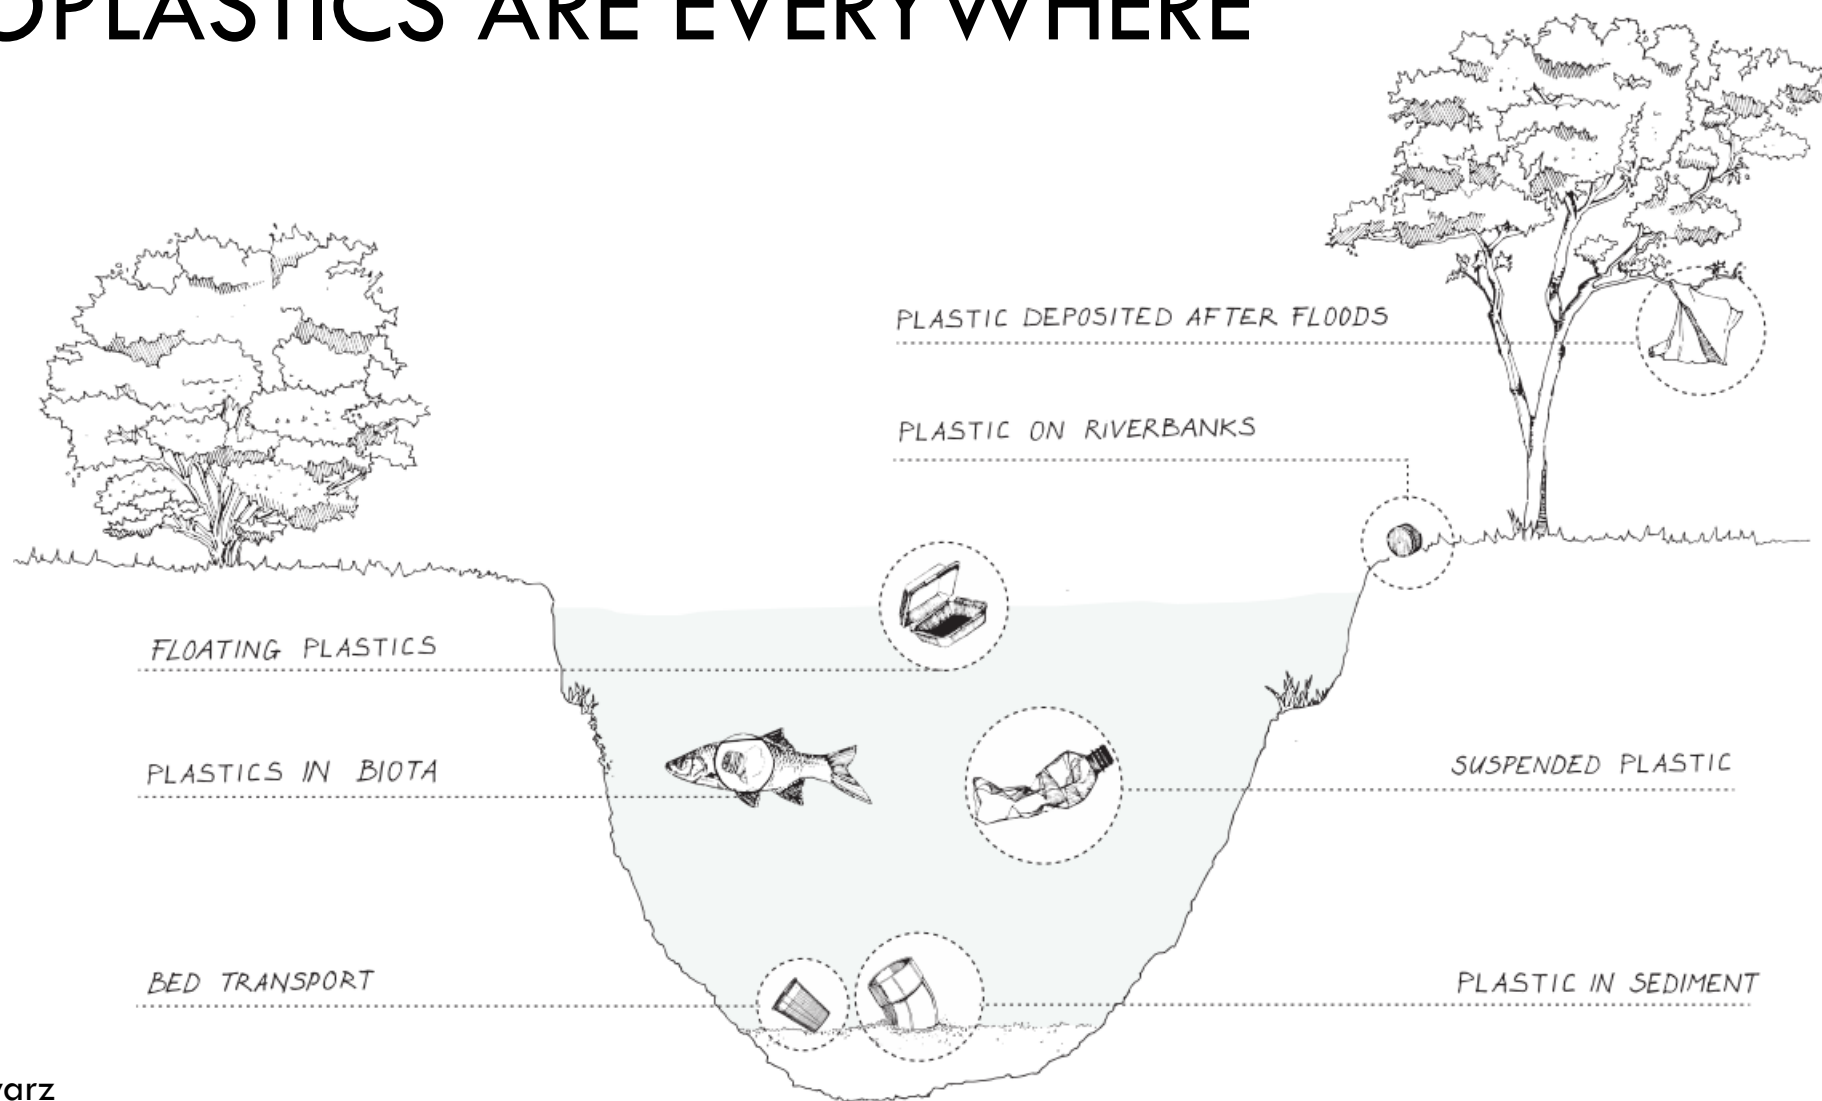 OPLASTICS ARE EVERYWHERE
PLASTIC DEPOSITED AFTER FLOODS
PLASTIC ON RIVERBANKS
FLOATING PLASTICS
PLASTICS IN BIOTA
SUSPENDED PLASTIC
BED TRANSPORT
PLASTIC IN SEDIMENT
varz